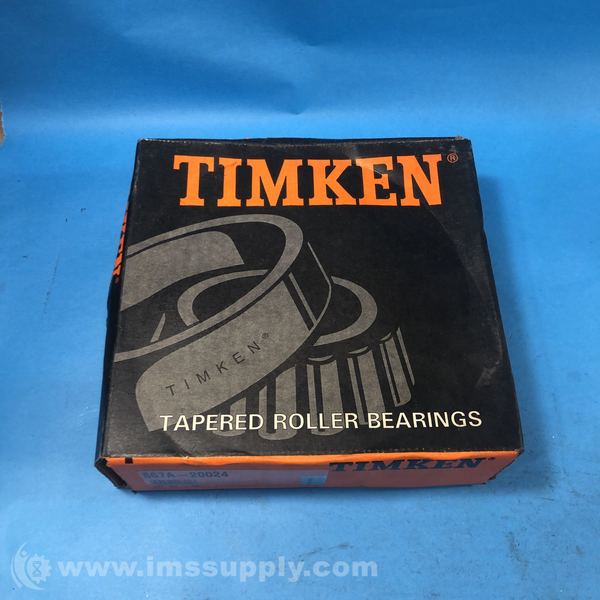 TIMKEN®
TIMKEN®
TAPERED ROLLER BEARINGS
567A-20024
TIMKEN
www.imssupply.com